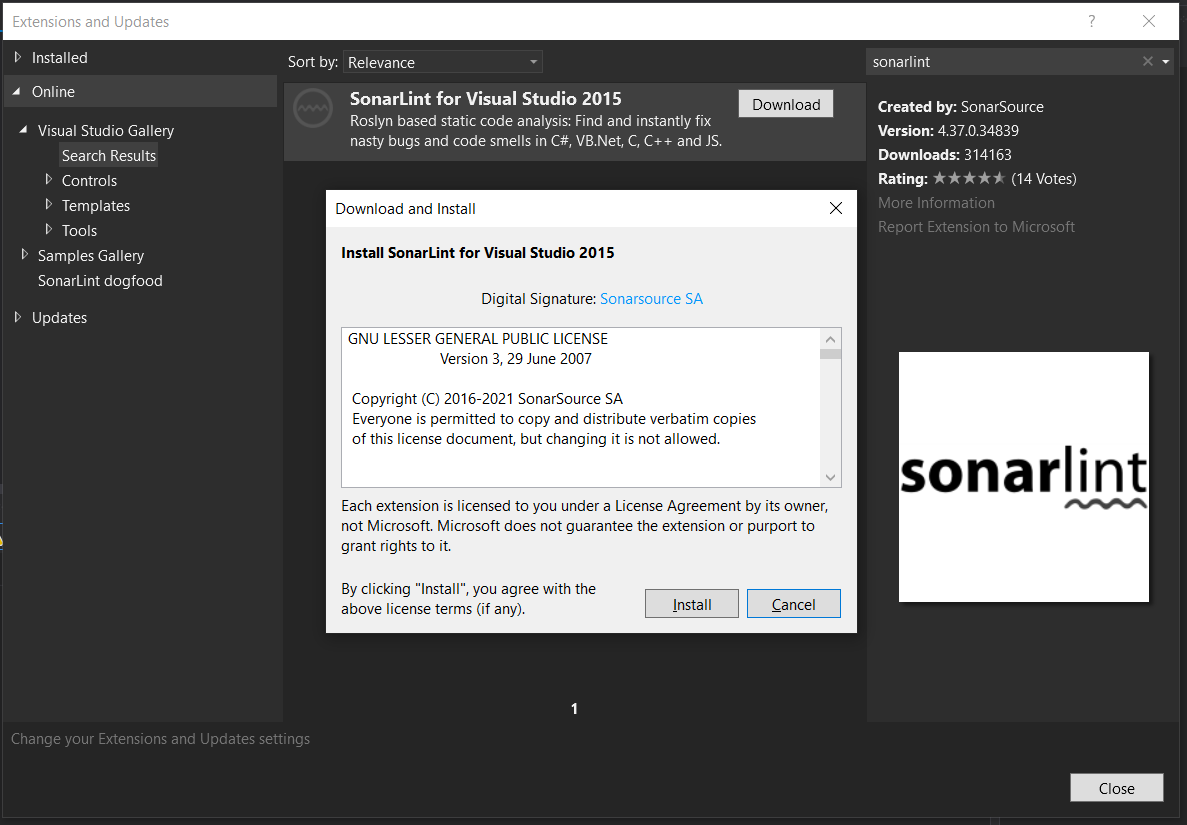 Extensions and Updates
?
Installed
Online
Visual Studio Gallery
Search Results
Controls
Templates
Tools
Samples Gallery
SonarLint dogfood
Updates
Sort by: Relevance
SonarLint for Visual Studio 2015
Download
Roslyn based static code analysis: Find and instantly fix
nasty bugs and code smells in C#, VB.Net, C, C++ and JS.
Download and Install
Install SonarLint for Visual Studio 2015
Digital Signature: Sonarsource SA
GNU LESSER GENERAL PUBLIC LICENSE
Version 3, 29 June 2007
Copyright (C) 2016-2021 SonarSource SA
Everyone is permitted to copy and distribute verbatim copies
of this license document, but changing it is not allowed.
Each extension is licensed to you under a License Agreement by its owner,
not Microsoft. Microsoft does not guarantee the extension or purport to
grant rights to it.
By clicking "Install", you agree with the
above license terms (if any).
Install
Cancel
1
sonarlint
Created by: SonarSource
Version: 4.37.0.34839
Downloads: 314163
Rating: (14 Votes)
More Information
Report Extension to Microsoft
sonarlint
Change your Extensions and Updates settings
Close